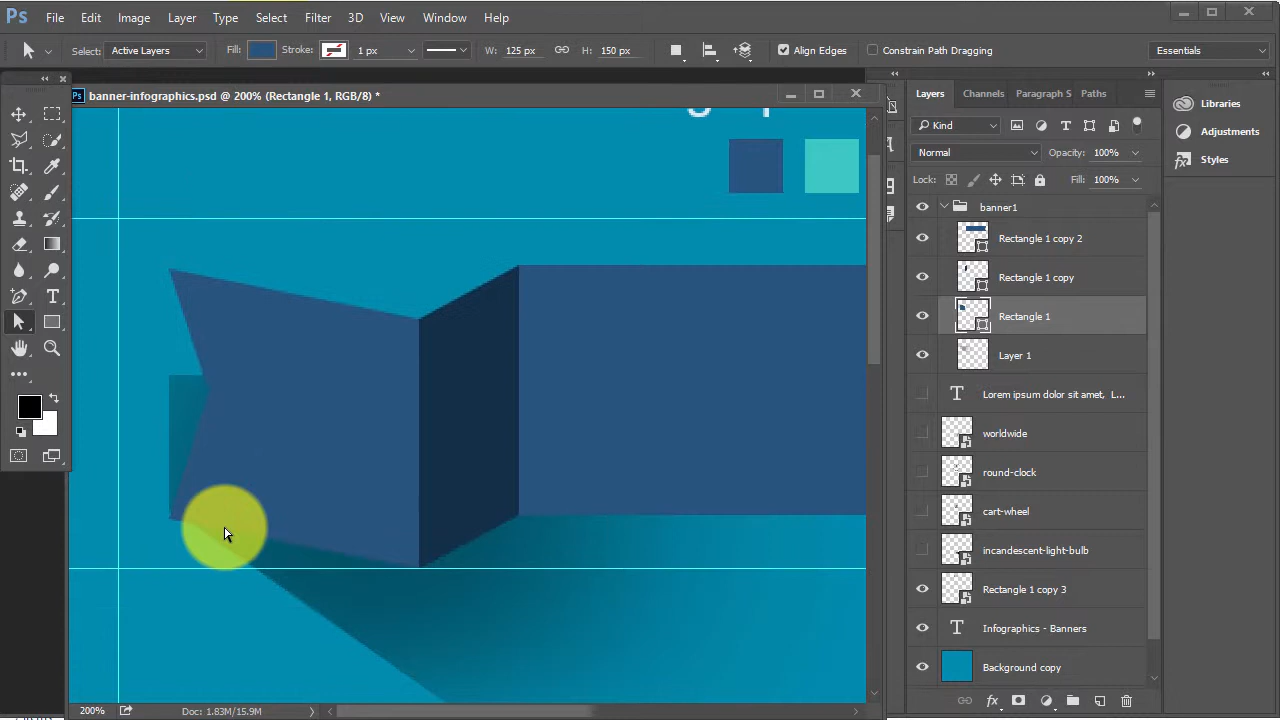 Ps File Edit Image Layer Type Select Filter 3D View Window Help
Select: Active Layers Fill: Stroke: 1 px W: 125 px H: 150 px Align Edges Constrain Path Dragging Essentials
Ps banner-infographics.psd @ 200% (Rectangle 1, RGB/8) *
Layers Channels Paragraph S Paths
Libraries
Adjustments
Styles
Kind
Normal Opacity: 100%
Lock: Fill: 100%
banner1
Rectangle 1 copy 2
Rectangle 1 copy
Rectangle 1
Layer 1
Lorem ipsum dolor sit amet, L...
worldwide
round-clock
cart-wheel
incandescent-light-bulb
Rectangle 1 copy 3
Infographics - Banners
Background copy
200% Doc: 1.83M/15.9M